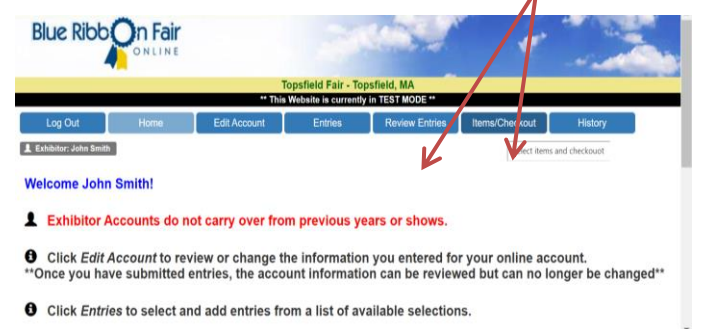 Blue Ribbon Fair
ONLINE
Topsfield Fair - Topsfield, MA
** This Website is currently in TEST MODE **
Log Out Home Edit Account Entries Review Entries Items/Checkout History
Exhibitor: John Smith
items and checkouot
Welcome John Smith!
Exhibitor Accounts do not carry over from previous years or shows.
Click Edit Account to review or change the information you entered for your online account.
**Once you have submitted entries, the account information can be reviewed but can no longer be changed**
Click Entries to select and add entries from a list of available selections.